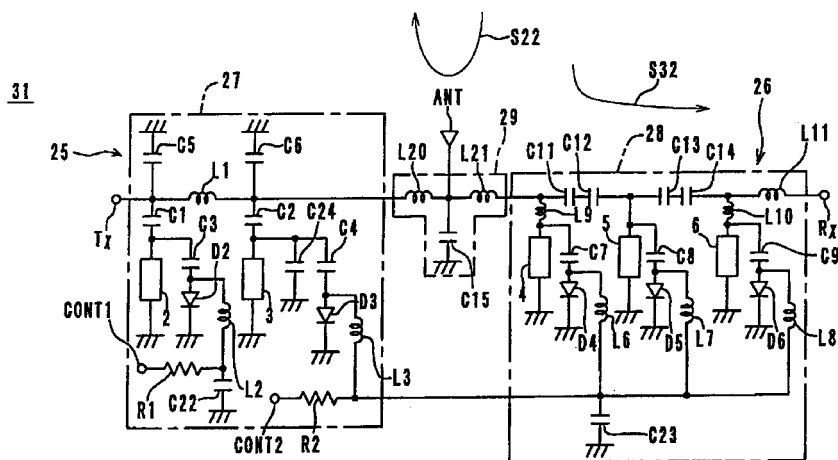 S22
S32
31
27
ANT
29
28
26
25
C5
C6
L20
L21
C11
C12
C13
C14
L11
L1
Tx
Rx
C1
C3
C2
C24
C4
L9
L10
D2
C15
C7
C8
C9
2
3
4
5
6
D3
D4
L6
D5
L7
D6
L8
CONT1
R1
L2
L3
C22
CONT2
R2
C23